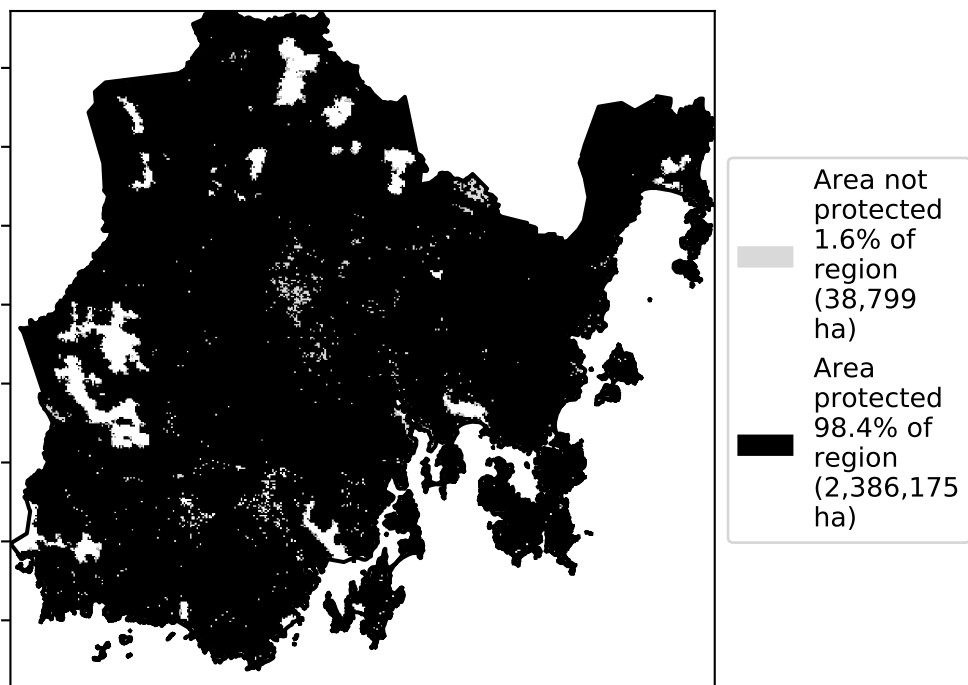 Area not
protected
1.6% of
region
(38,799
ha)
Area
protected
98.4% of
region
(2,386,175
ha)